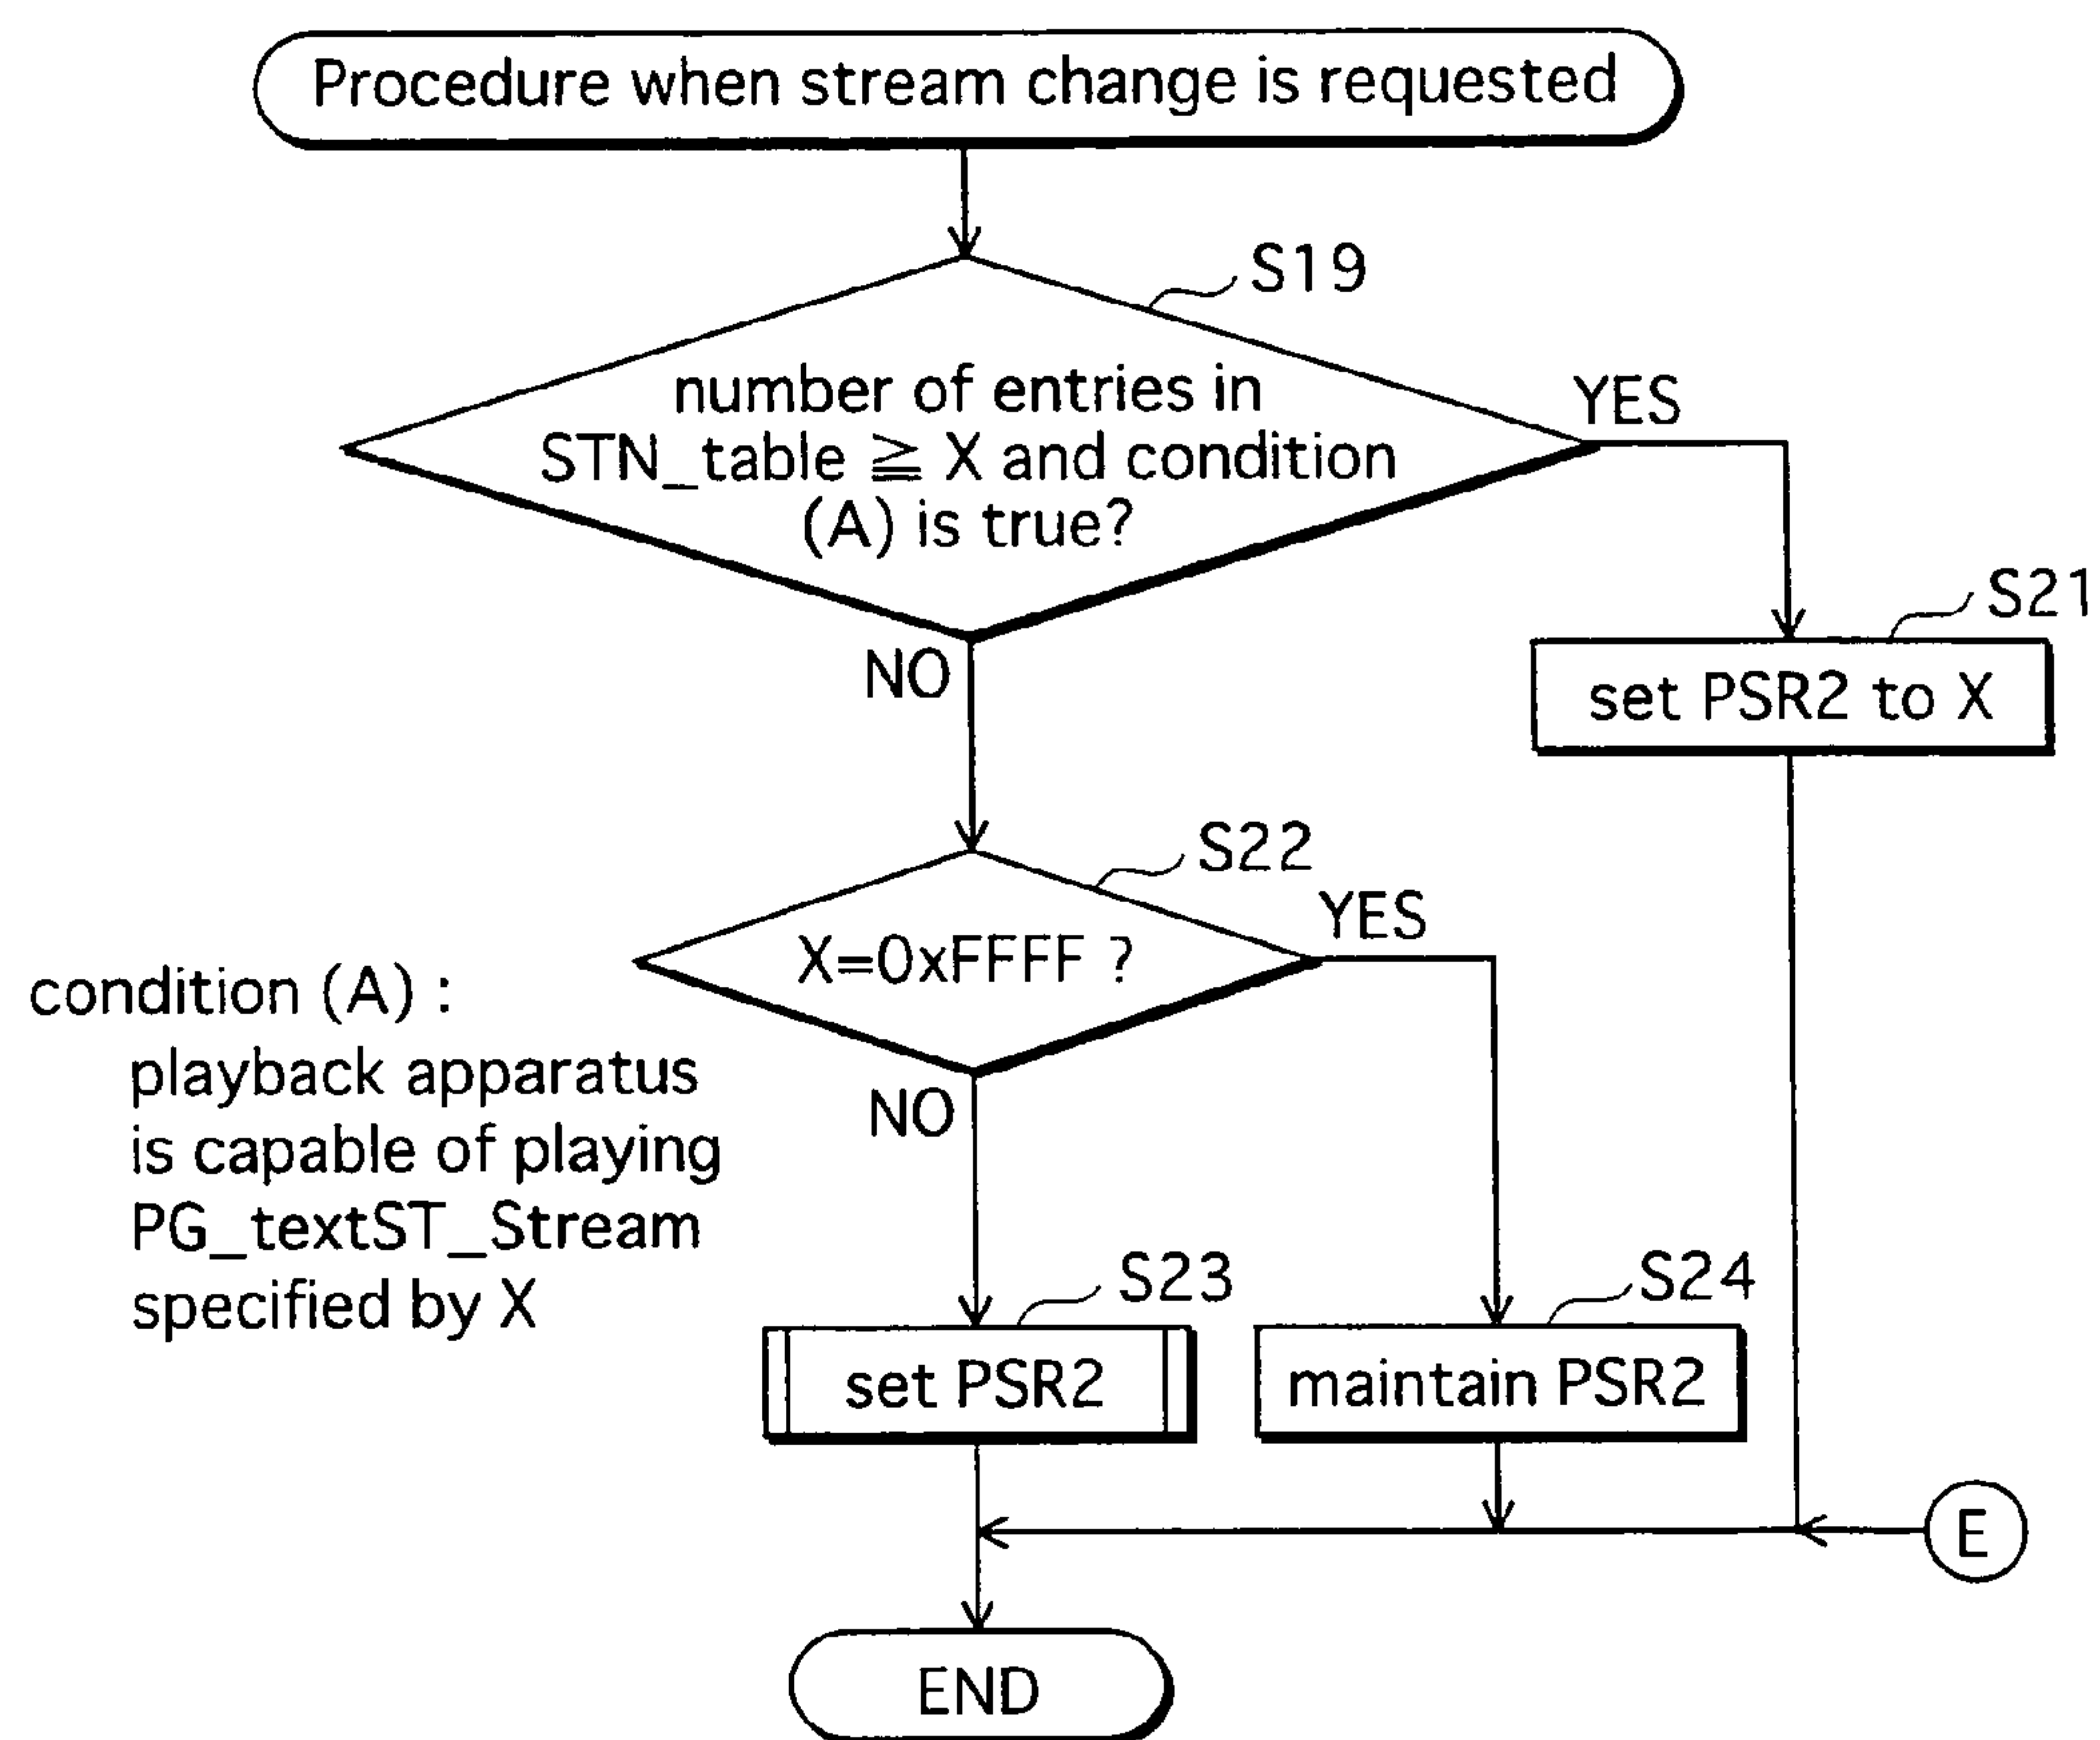 Procedure when stream change is requested
S19
number of entries in
STN_table ≧ X and condition
(A) is true?
YES
NO
S21
set PSR2 to X
S22
X=0xFFFF ?
YES
NO
condition (A) :
playback apparatus
is capable of playing
PG_textST_Stream
specified by X
S23
set PSR2
S24
maintain PSR2
E
END